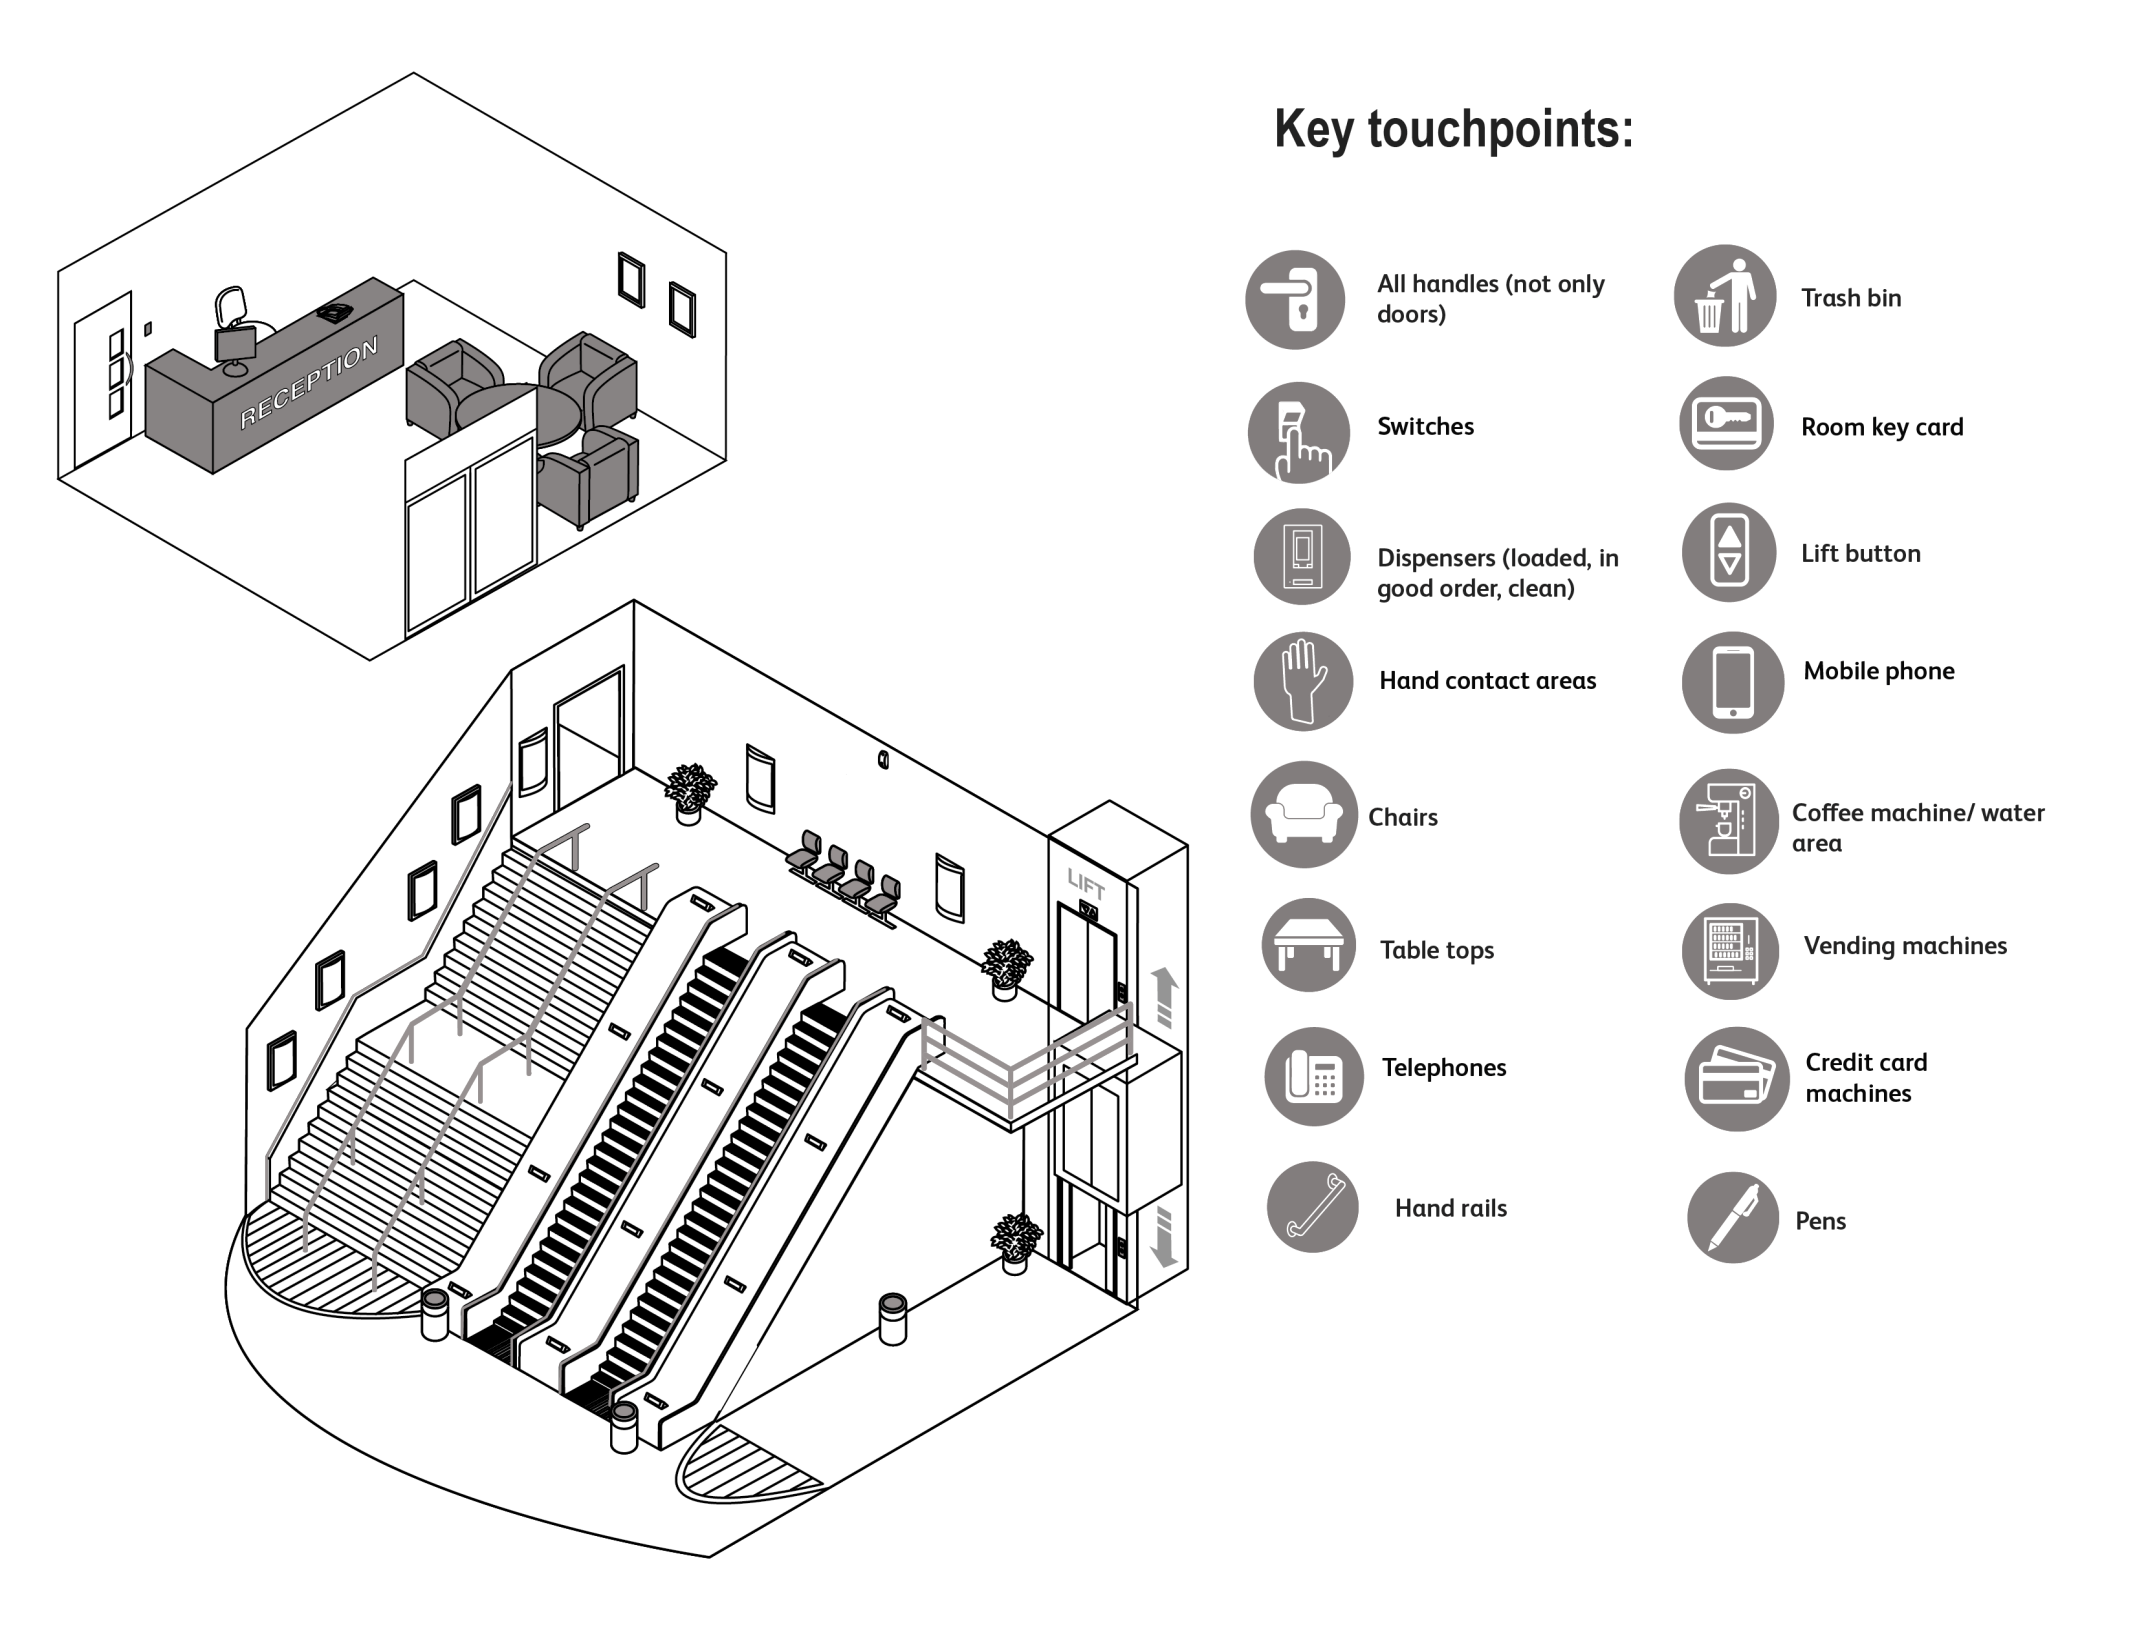 Key touchpoints:
RECEPTION
LIFT
All handles (not only
doors)
Switches
Dispensers (loaded, in
good order, clean)
Hand contact areas
Chairs
Table tops
Telephones
Hand rails
Trash bin
Room key card
Lift button
Mobile phone
Coffee machine/ water
area
Vending machines
Credit card
machines
Pens